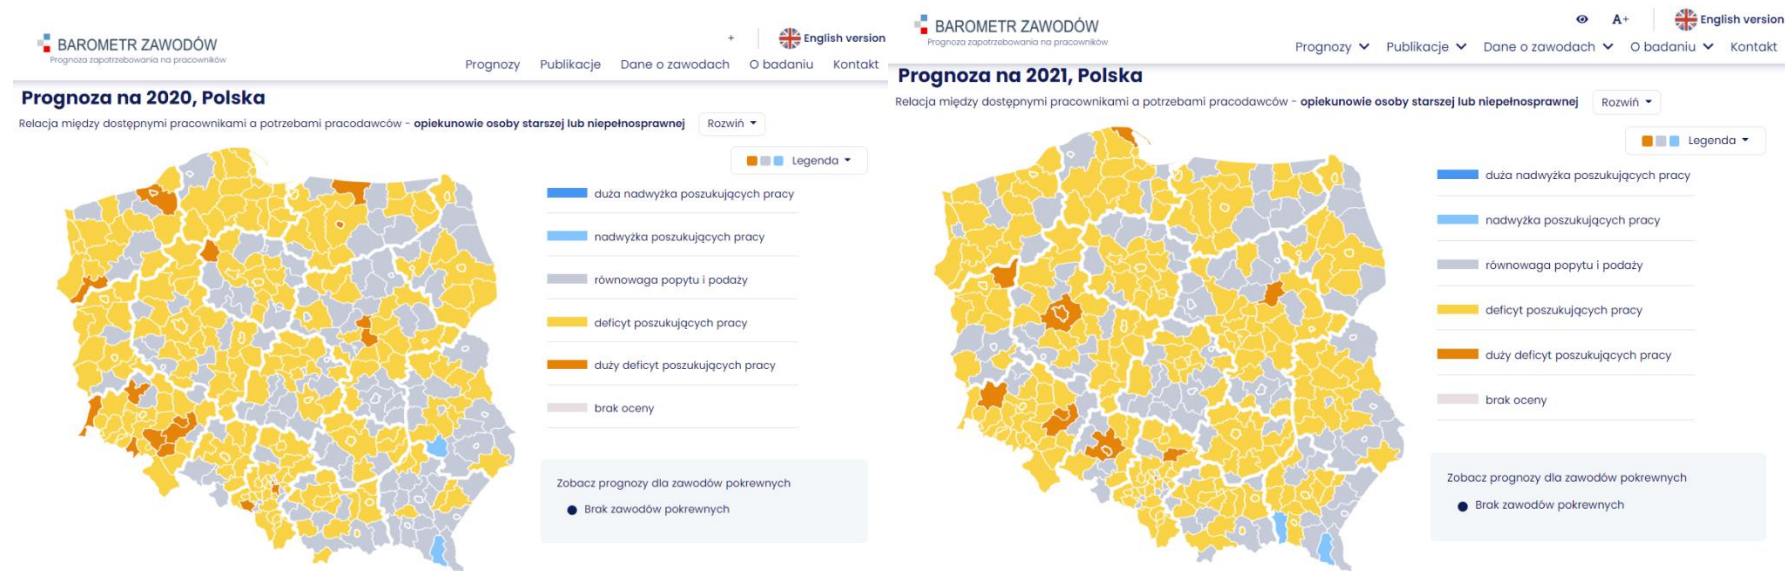 BAROMETR ZAWODÓW
Prognoza zapotrzebowania na pracowników
+
English version
Prognozy Publikacje Dane o zawodach O badaniu Kontakt
Prognoza na 2020, Polska
Relacja między dostępnymi pracownikami a potrzebami pracodawców - opiekunowie osoby starszej lub niepełnosprawnej Rozwiń
Legenda
duża nadwyżka poszukujących pracy
nadwyżka poszukujących pracy
równowaga popytu i podaży
deficyt poszukujących pracy
duży deficyt poszukujących pracy
brak oceny
Zobacz prognozy dla zawodów pokrewnych
Brak zawodów pokrewnych
BAROMETR ZAWODÓW
Prognoza zapotrzebowania na pracowników
A+
English version
Prognozy Publikacje Dane o zawodach O badaniu Kontakt
Prognoza na 2021, Polska
Relacja między dostępnymi pracownikami a potrzebami pracodawców - opiekunowie osoby starszej lub niepełnosprawnej Rozwiń
Legenda
duża nadwyżka poszukujących pracy
nadwyżka poszukujących pracy
równowaga popytu i podaży
deficyt poszukujących pracy
duży deficyt poszukujących pracy
brak oceny
Zobacz prognozy dla zawodów pokrewnych
Brak zawodów pokrewnych